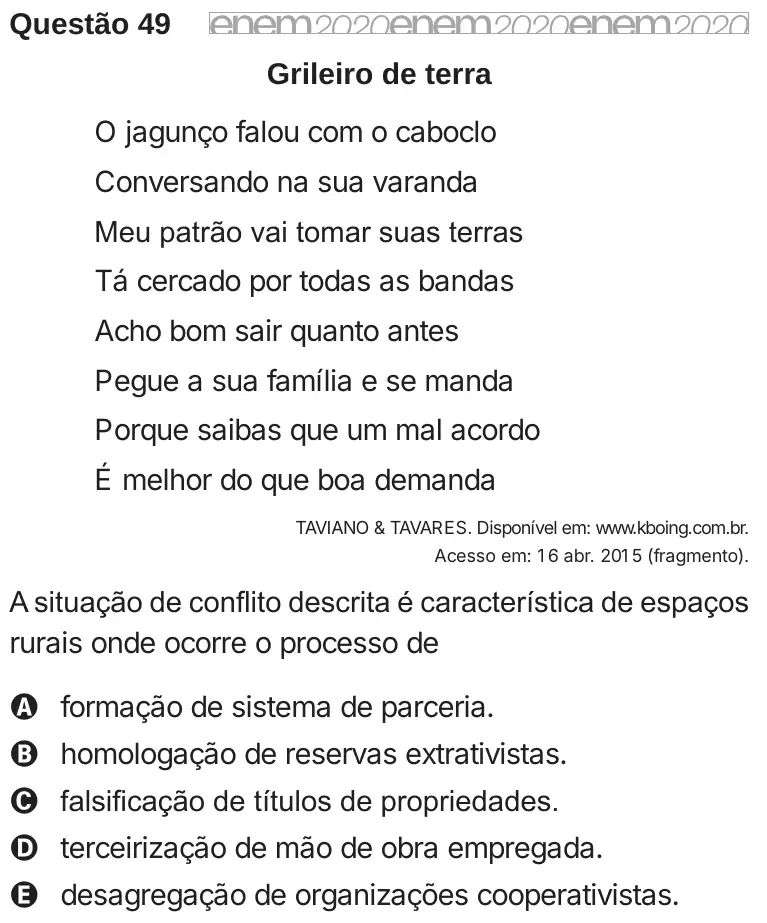 Questão 49 enem2020enem2020enem2020
Grileiro de terra
O jagunço falou com o caboclo
Conversando na sua varanda
Meu patrão vai tomar suas terras
Tá cercado por todas as bandas
Acho bom sair quanto antes
Pegue a sua família e se manda
Porque saibas que um mal acordo
É melhor do que boa demanda
TAVIANO & TAVARES. Disponível em: www.kboing.com.br.
Acesso em: 16 abr. 2015 (fragmento).
A situação de conflito descrita é característica de espaços
rurais onde ocorre o processo de
A formação de sistema de parceria.
B homologação de reservas extrativistas.
C falsificação de títulos de propriedades.
D terceirização de mão de obra empregada.
E desagregação de organizações cooperativistas.